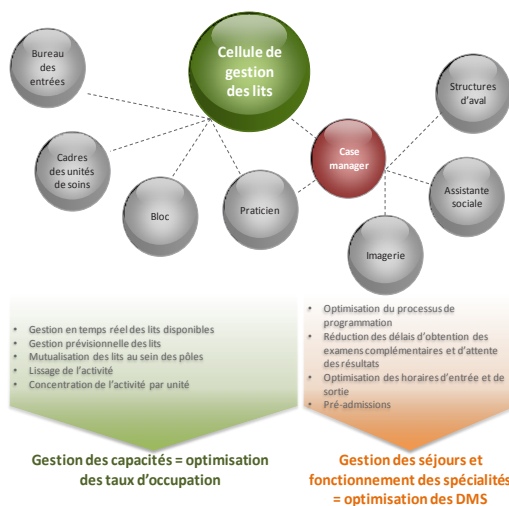 Bureau
des
entrées
Cellule de
gestion
des lits
Structures
d'aval
Cadres
des unités
de soins
Case
manager
Bloc
Praticien
Assistante
sociale
Imagerie
• Gestion en temps réel des lits disponibles
• Gestion prévisionnelle des lits
• Mutualisation des lits au sein des pôles
• Lissage de l'activité
• Concentration de l'activité par unité
• Optimisation du processus de
programmation
• Réduction des délais d'obtention des
examens complémentaires et d'attente
des résultats
• Optimisation des horaires d'entrée et de
sortie
• Pré-admissions
Gestion des capacités = optimisation
des taux d'occupation
Gestion des séjours et
fonctionnement des spécialités
= optimisation des DMS